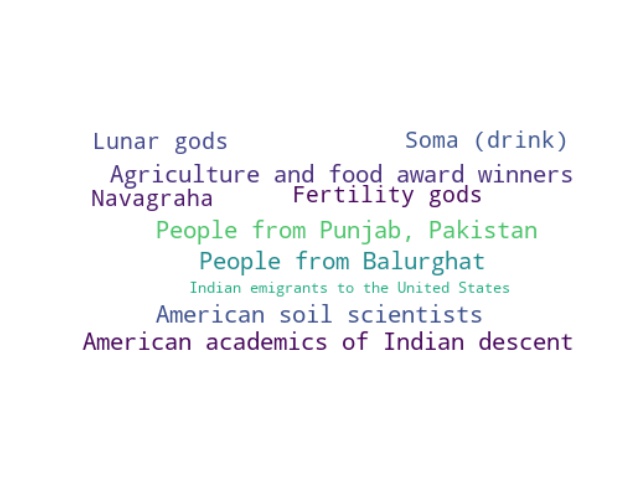 Lunar gods Soma (drink)
Agriculture and food award winners
Navagraha Fertility gods
People from Punjab, Pakistan
People from Balurghat
Indian emigrants to the United States
American soil scientists
American academics of Indian descent